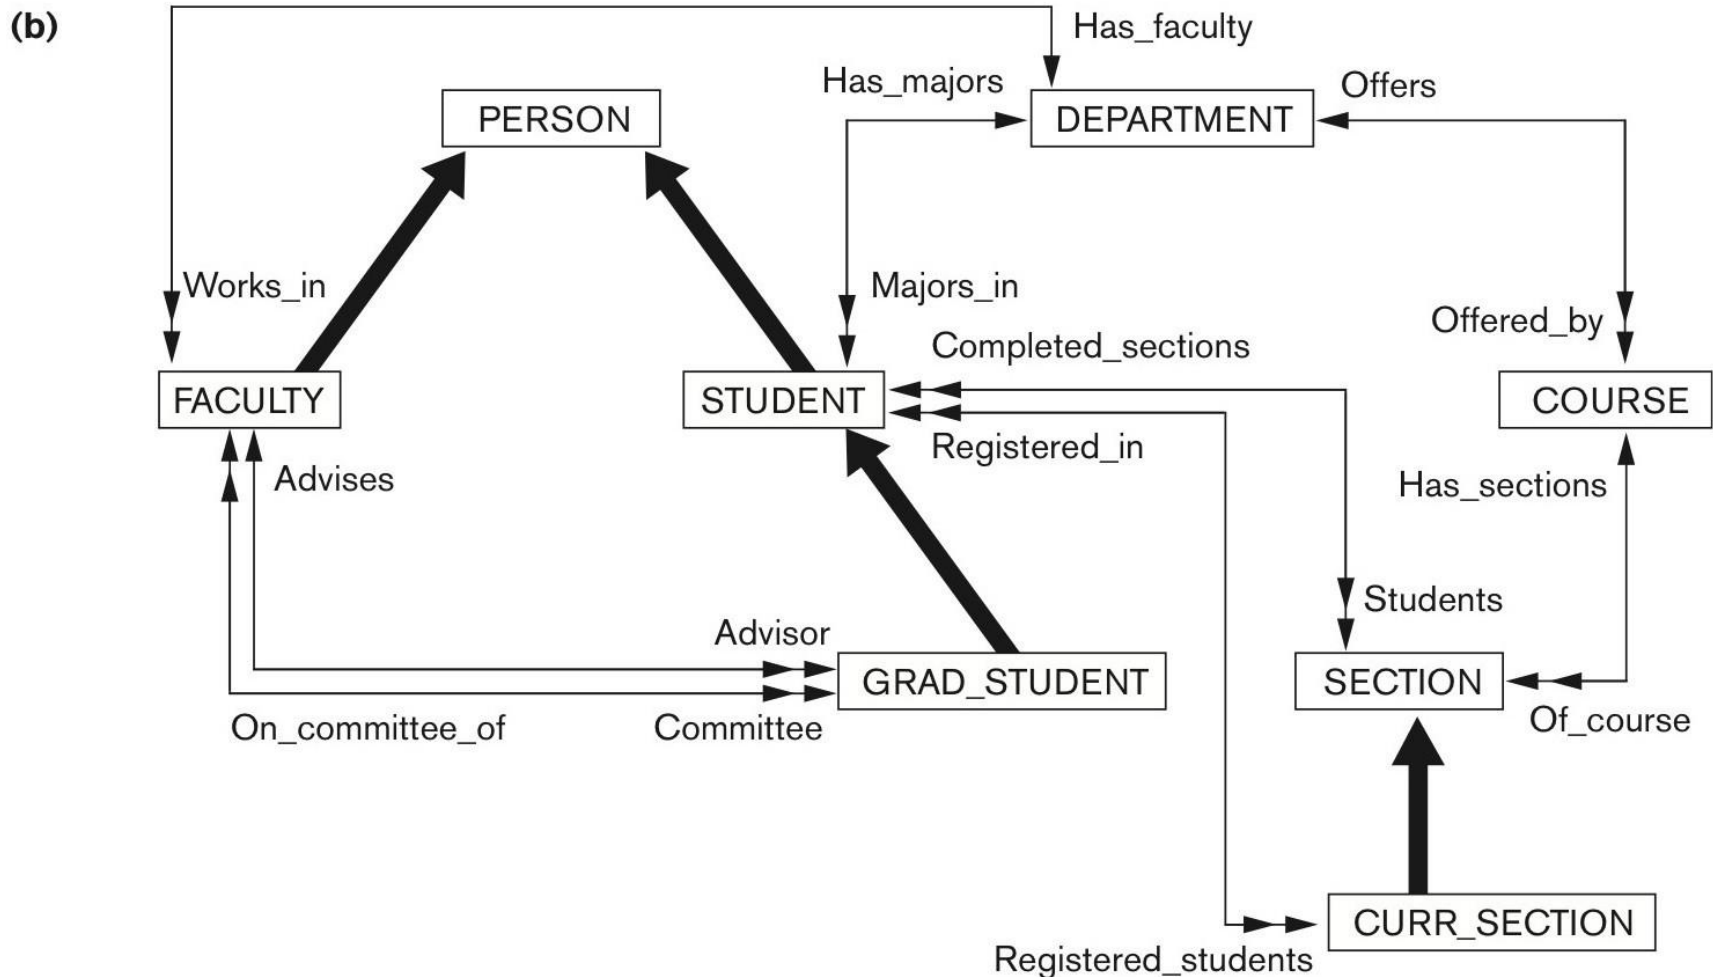 (b)
Has_faculty
Has_majors
Offers
PERSON
DEPARTMENT
Works_in
Majors_in
Offered_by
Completed_sections
FACULTY
STUDENT
COURSE
Registered_in
Advises
Has_sections
Students
Advisor
GRAD_STUDENT
SECTION
On_committee_of
Committee
Of_course
CURR_SECTION
Registered_students